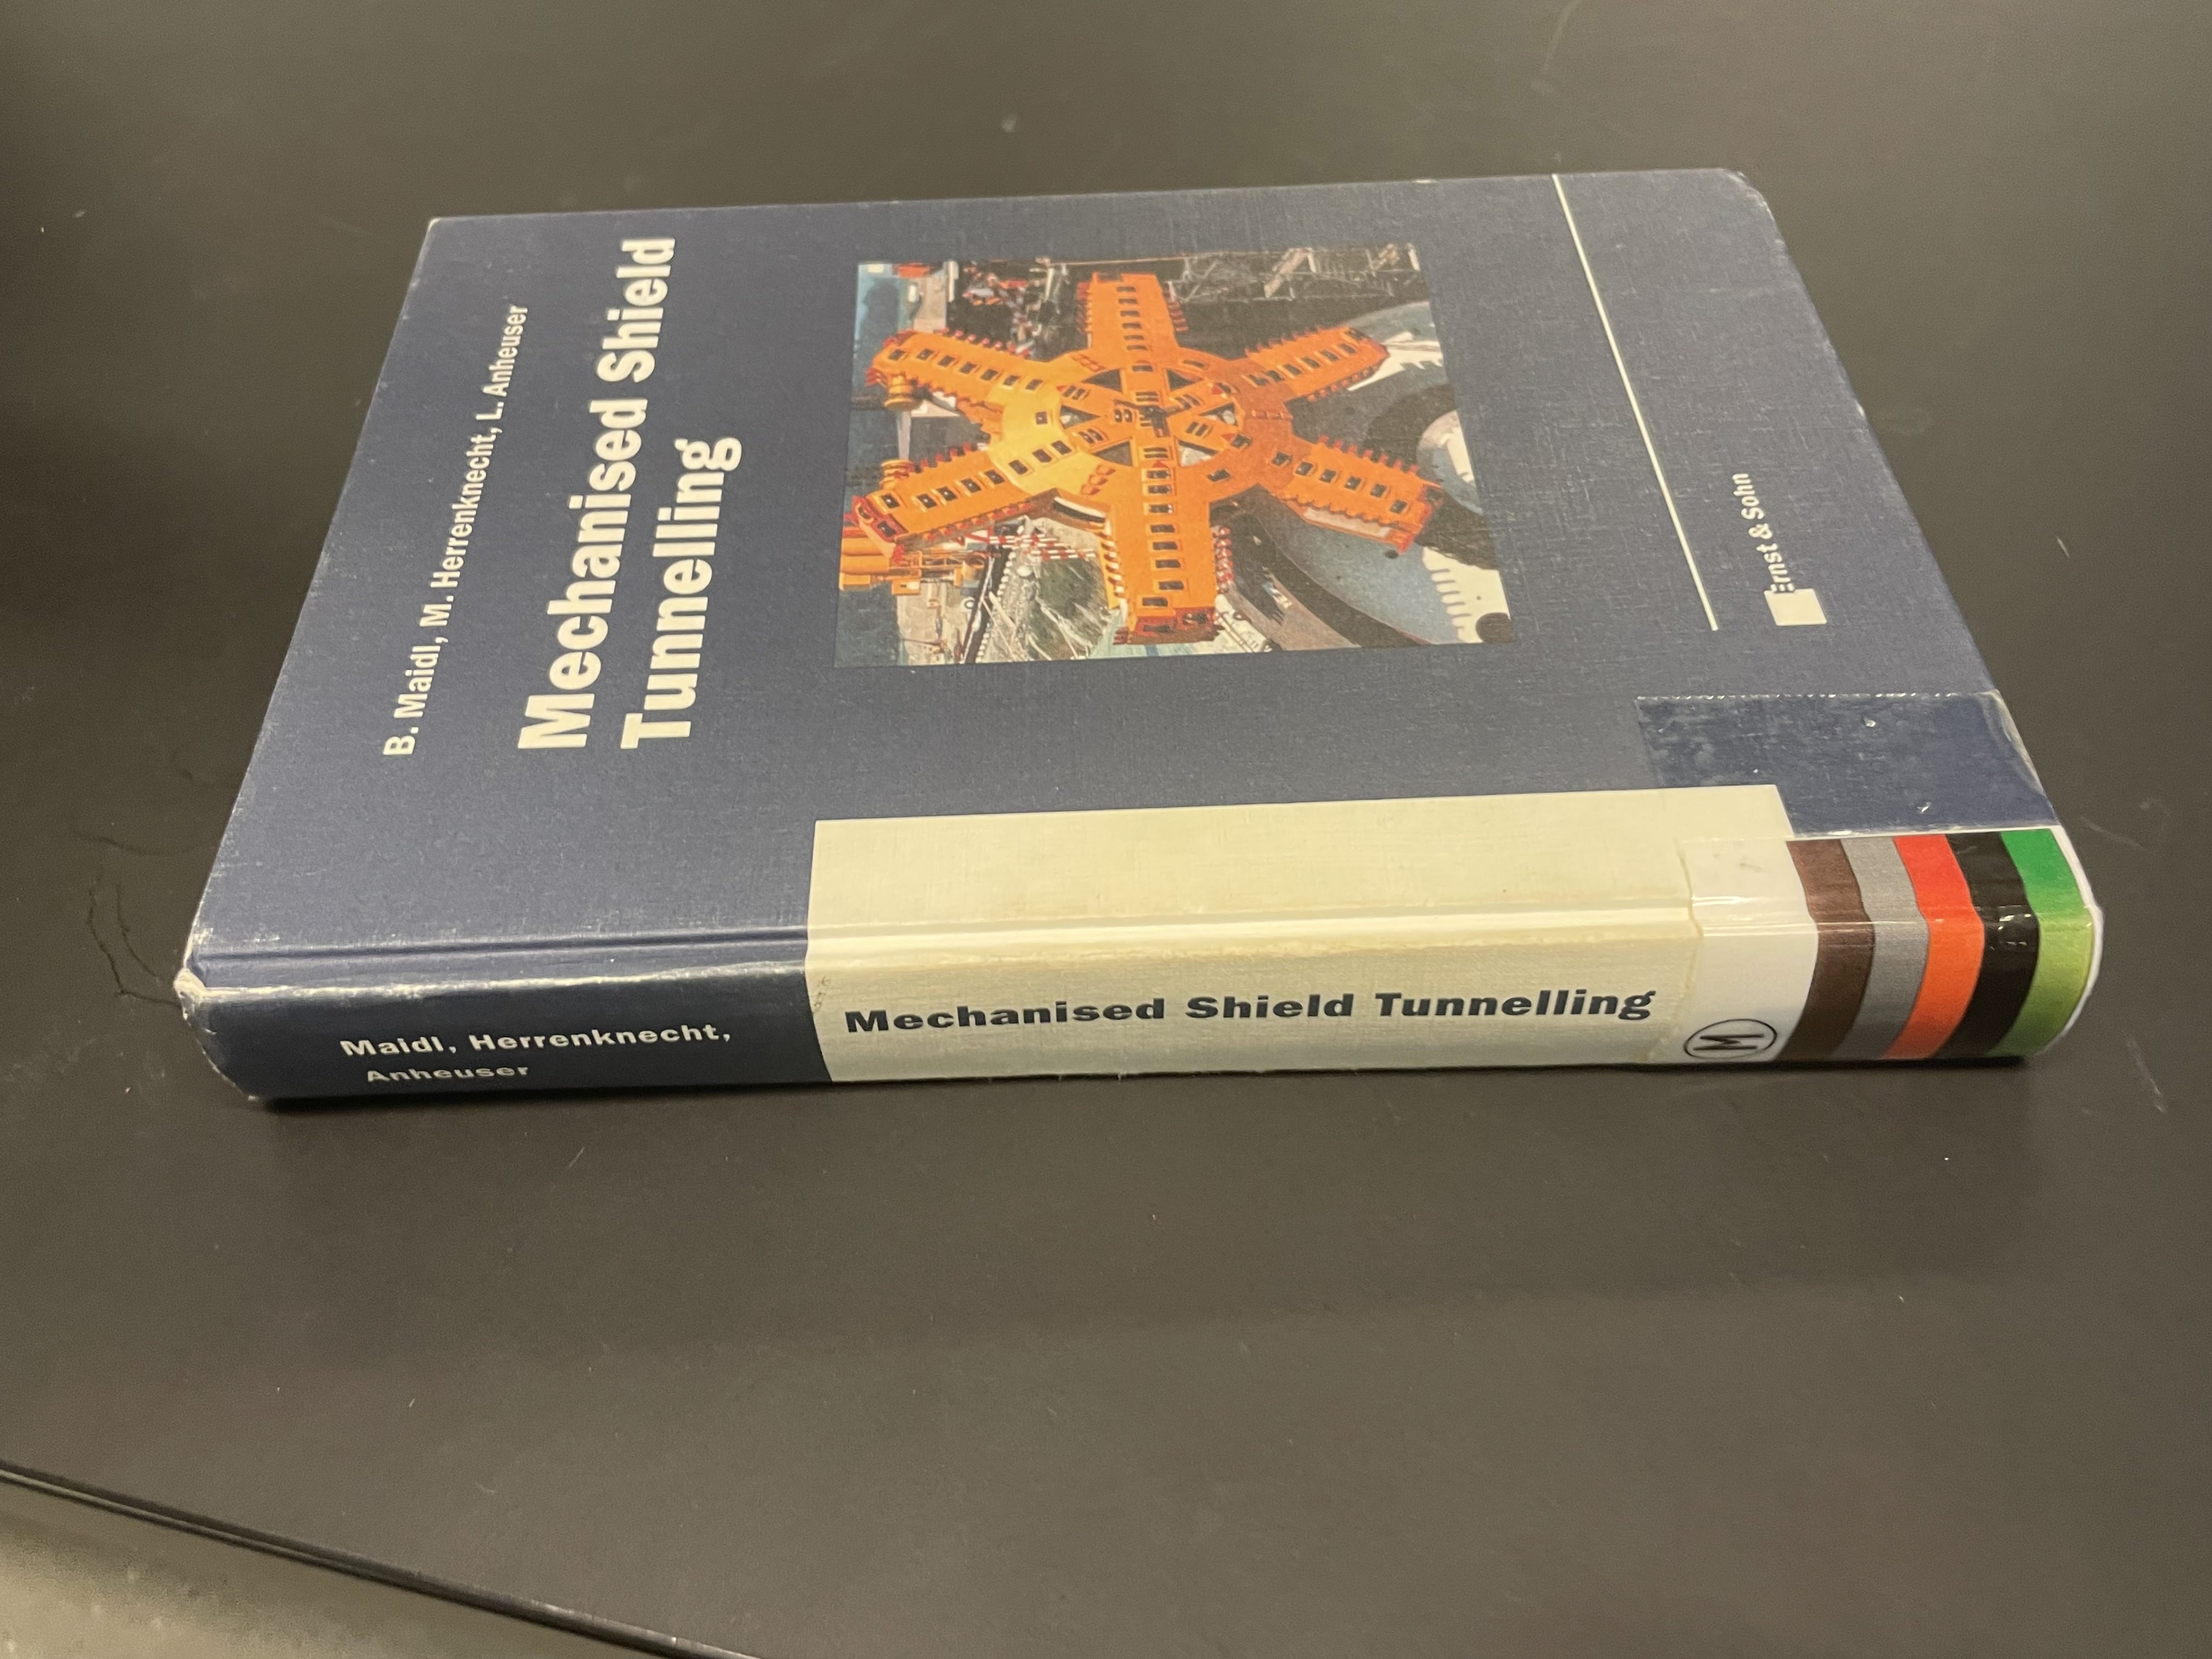 B. Maidl, M. Herrenknecht, L. Anheuser
Mechanised Shield
Tunnelling
Ernst & Sohn
Maidl, Herrenknecht,
Anheuser
Mechanised Shield Tunnelling
M